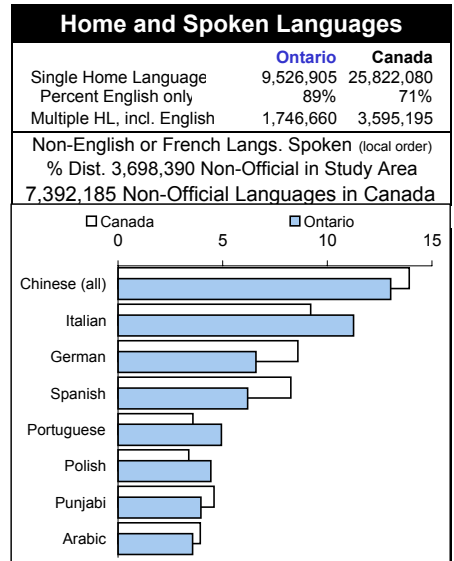 Home and Spoken Languages
Ontario Canada
Single Home Language 9,526,905 25,822,080
Percent English only 89% 71%
Multiple HL, incl. English 1,746,660 3,595,195
Non-English or French Langs. Spoken (local order)
% Dist. 3,698,390 Non-Official in Study Area
7,392,185 Non-Official Languages in Canada
Canada Ontario
0 5 10 15
Chinese (all)
Italian
German
Spanish
Portuguese
Polish
Punjabi
Arabic